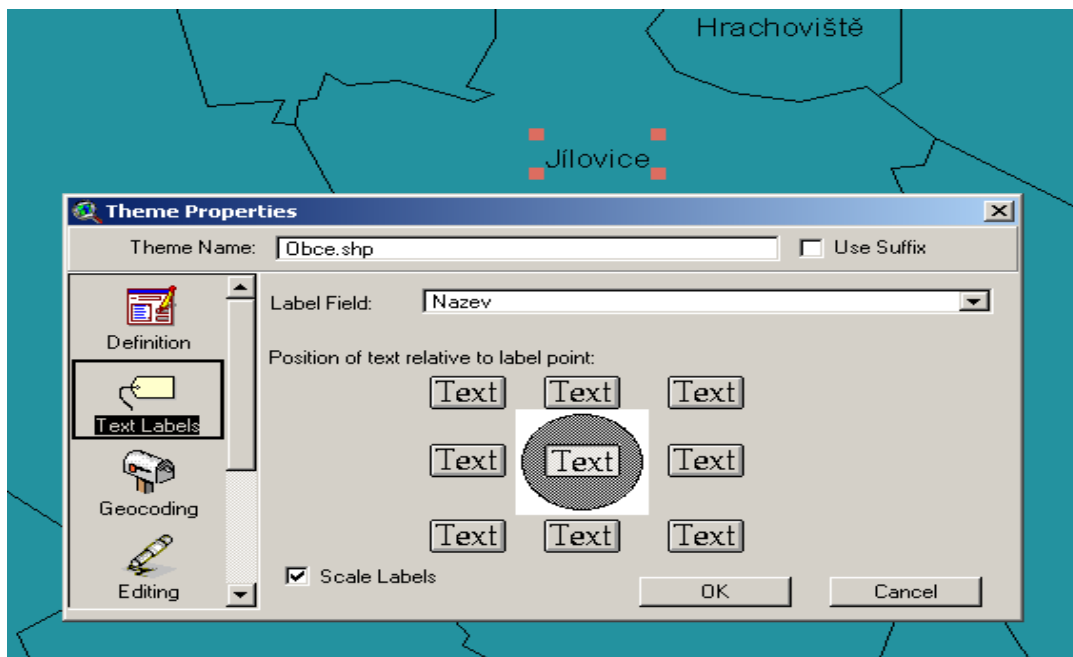 Hrachoviště
Jílovice
Theme Properties
Theme Name: Obce.shp Use Suffix
Definition
Text Labels
Geocoding
Editing
Label Field: Nazev
Position of text relative to label point:
Text Text Text
Text Text Text
Text Text Text
Scale Labels
OK Cancel